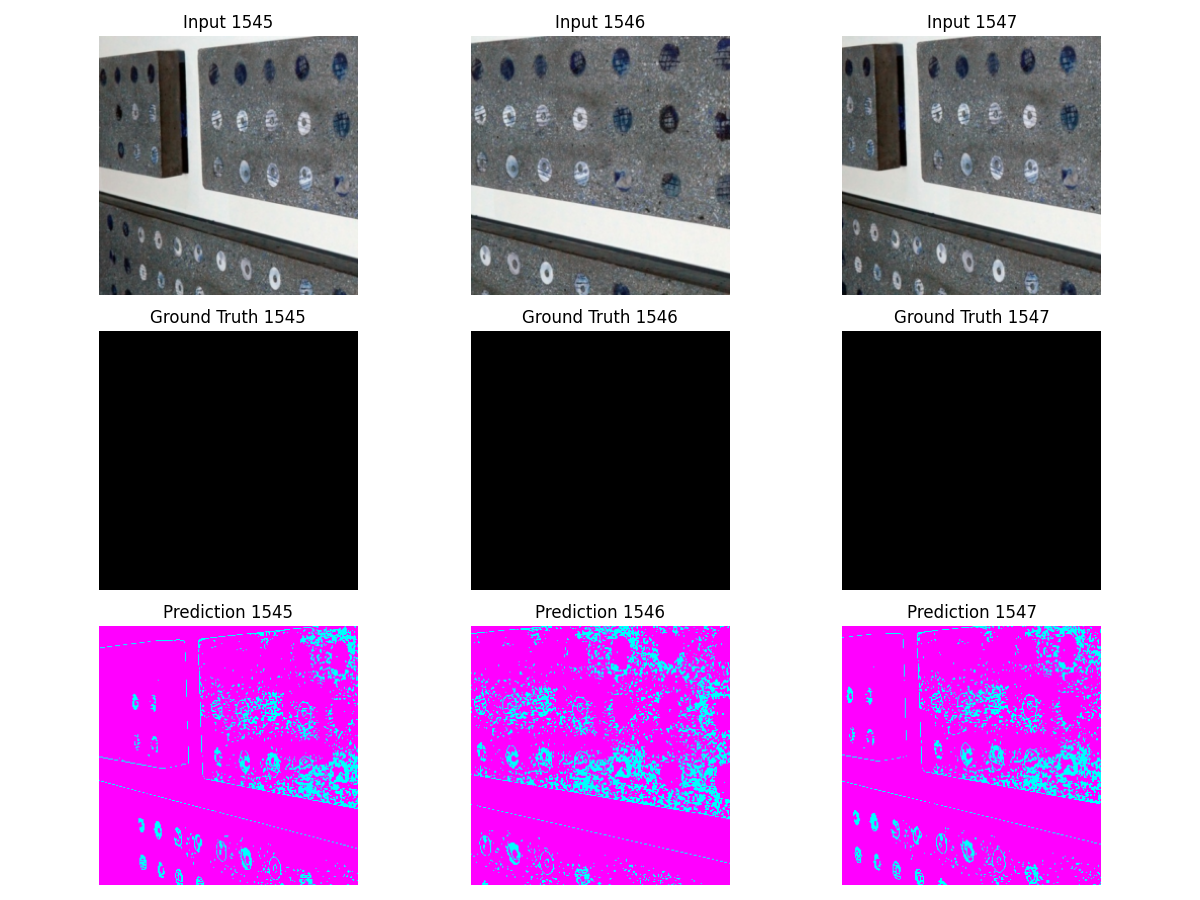 Input 1545
Input 1546
Input 1547
Ground Truth 1545
Ground Truth 1546
Ground Truth 1547
Prediction 1545
Prediction 1546
Prediction 1547